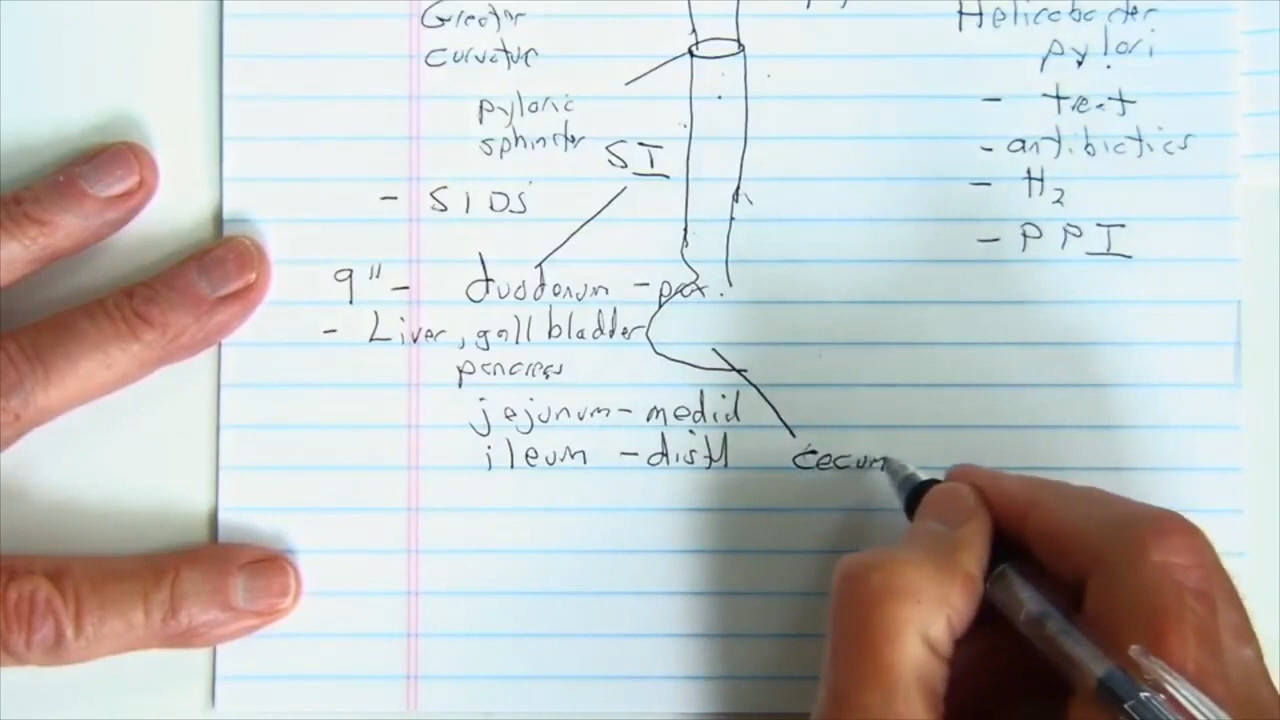 Greater
curvature
pyloric
sphincter
SI
- SIDS
9" - duodenum - prox.
- Liver, gall bladder
pancreas
jejunum - medial
ileum - distal
cecum
Helicobacter
pylori
- treat
- antibiotics
- H2
- PPI